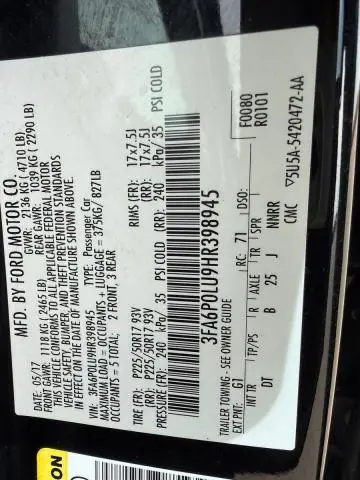 MFD. BY FORD MOTOR CO.
05/17 GVWR: 2136 KG (4710 LB)
FRONT GAWR: 1118 KG (2465 LB) REAR GAWR: 1039 KG (2290 LB)
THIS VEHICLE CONFORMS TO ALL APPLICABLE FEDERAL MOTOR
VEHICLE SAFETY, BUMPER, AND THEFT PREVENTION STANDARDS
IN EFFECT ON THE DATE OF MANUFACTURE SHOWN ABOVE.
VIN: 3FA6P0LU9HR398945 Passenger Car
MAXIMUM LOAD = OCCUPANTS + LUGGAGE = 375KG/ 827LB
OCCUPANTS = 5 TOTAL: 2 FRONT, 3 REAR
TIRE (FR): P225/50R17 93V RIMS (FR): 17x7.5J
TIRE (RR): P225/50R17 93V (RR): 17x7.5J
PRESSURE (FR): 240 kPa/ 35 PSI COLD (RR): 240 kPa/ 35 PSI COLD
3FA6P0LU9HR398945
F0080
R0101
TRAILER TOWING - SEE OWNER GUIDE
EXT PNT: G1 RC: 71 DSO:
INT TR TP/PS R AXLE TR SPR
DT B 25 J NNRR
CMC ▽5U5A-5420472-AA